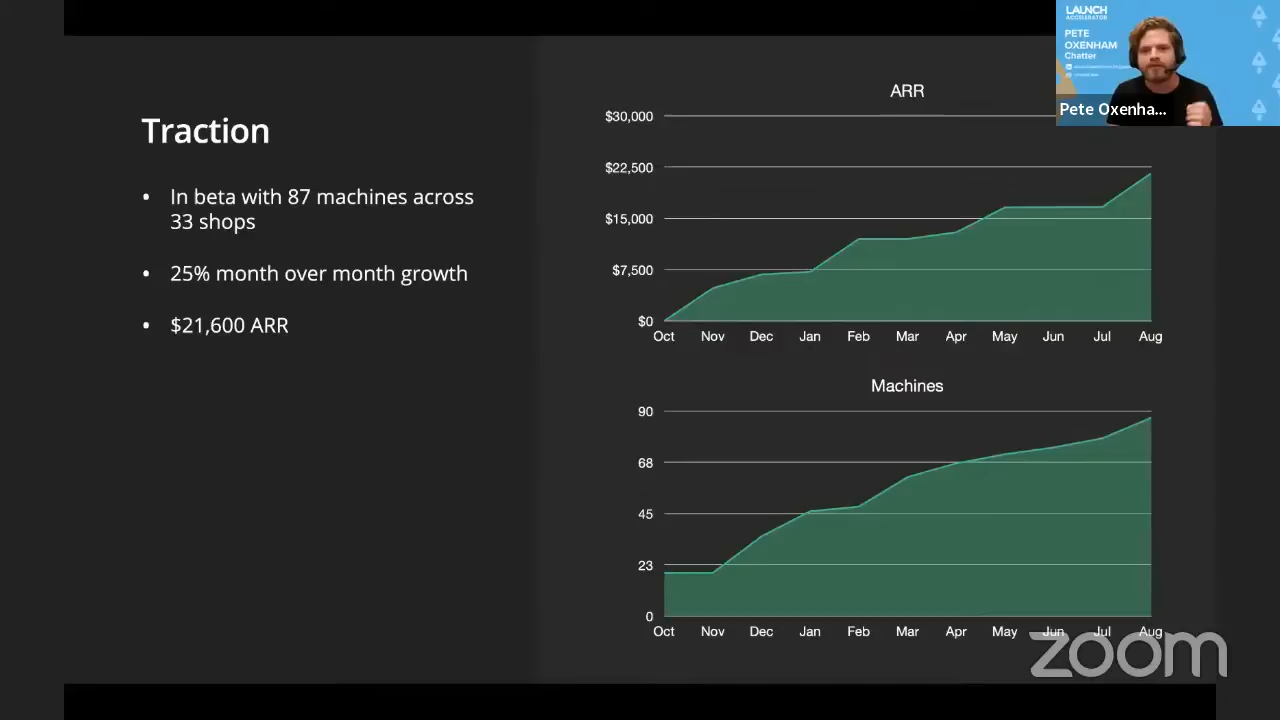 LAUNCH
ACCELERATOR
PETE
OXENHAM
Chatter
Pete Oxenha...
Traction
• In beta with 87 machines across
33 shops
• 25% month over month growth
• $21,600 ARR
ARR
$30,000
$22,500
$15,000
$7,500
$0
Oct Nov Dec Jan Feb Mar Apr May Jun Jul Aug
Machines
90
68
45
23
0
Oct Nov Dec Jan Feb Mar Apr May Jun Jul Aug
zoom